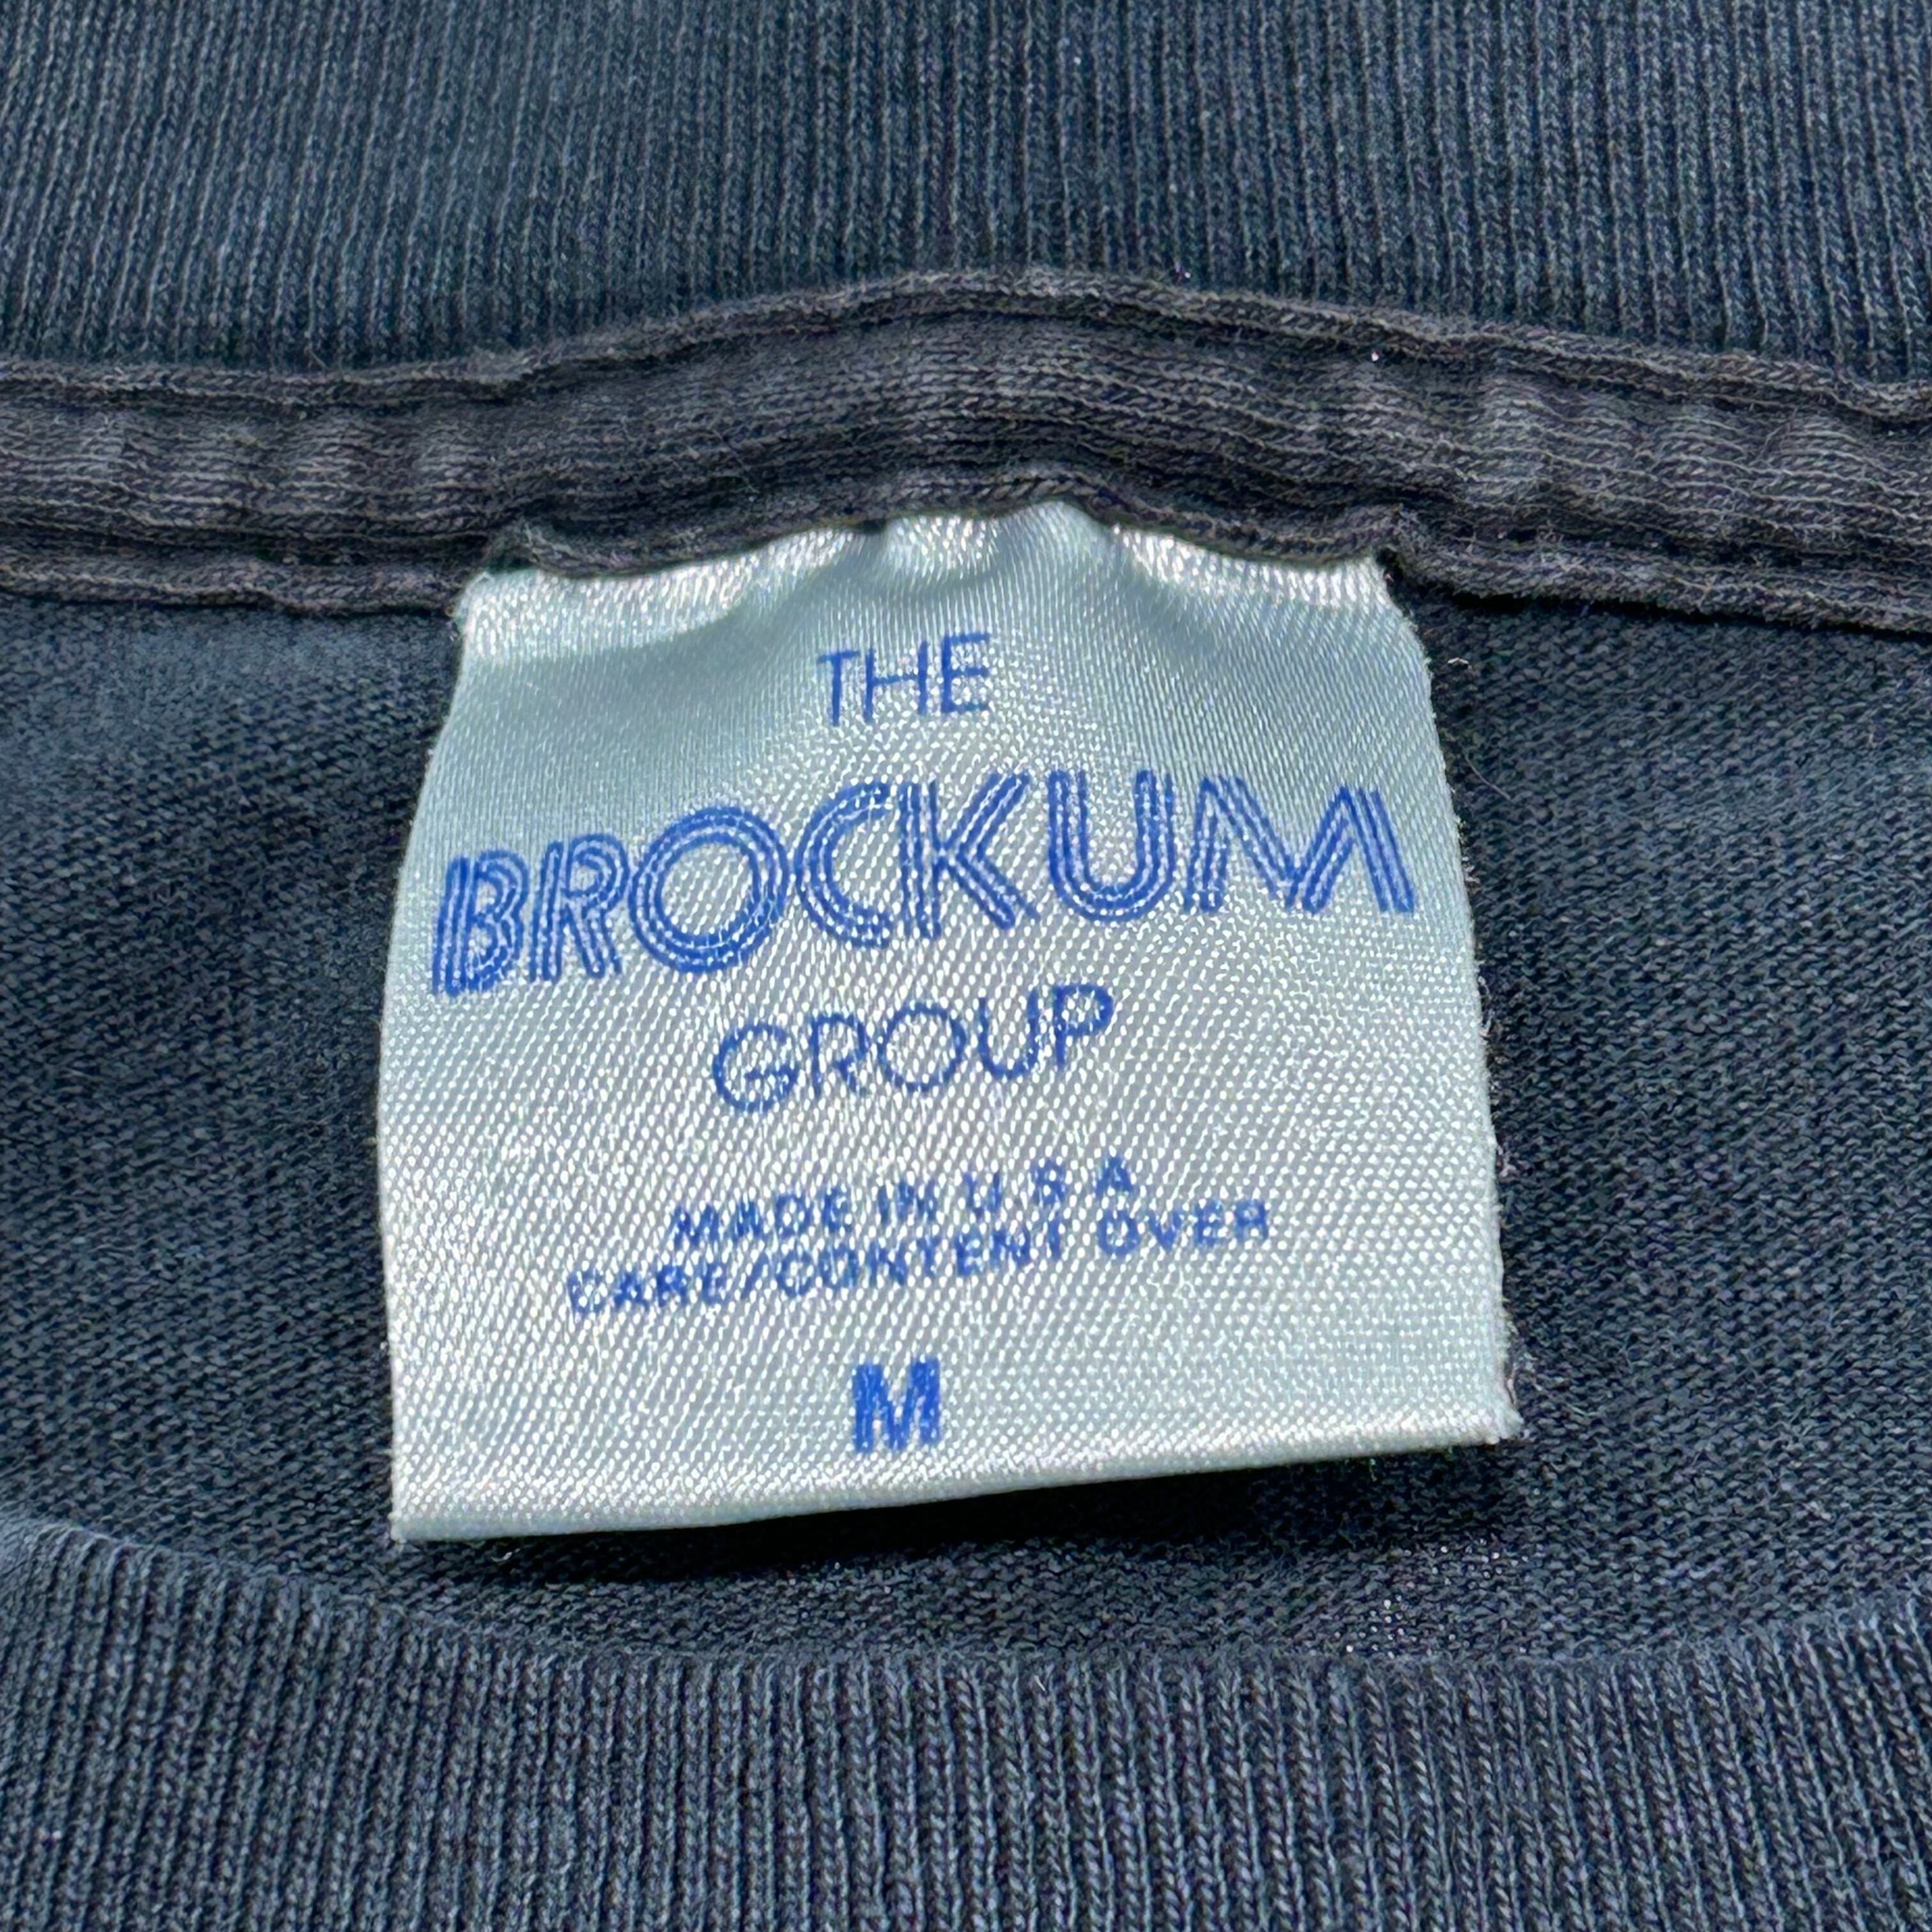 THE
BROCKUM
GROUP
MADE IN U S A
CARE/CONTENT OVER
M